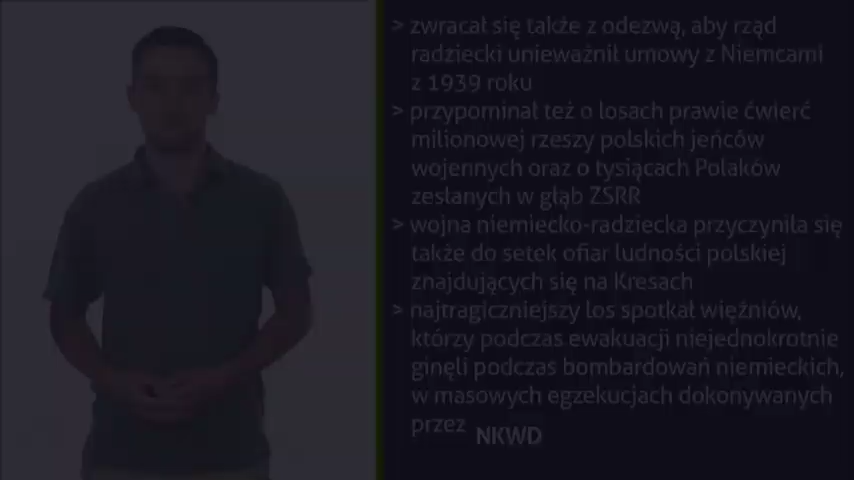 > zwracał się także z odezwą, aby rząd
radziecki unieważnił umowy z Niemcami
z 1939 roku
> przypominał też o losach prawie ćwierć
milionowej rzeszy polskich jeńców
wojennych oraz o tysiącach Polaków
zesłanych w głąb ZSRR
> wojna niemiecko-radziecka przyczyniła się
także do setek ofiar ludności polskiej
znajdujących się na Kresach
> najtragiczniejszy los spotkał więźniów,
którzy podczas ewakuacji niejednokrotnie
ginęli podczas bombardowań niemieckich,
w masowych egzekucjach dokonywanych
przez NKWD